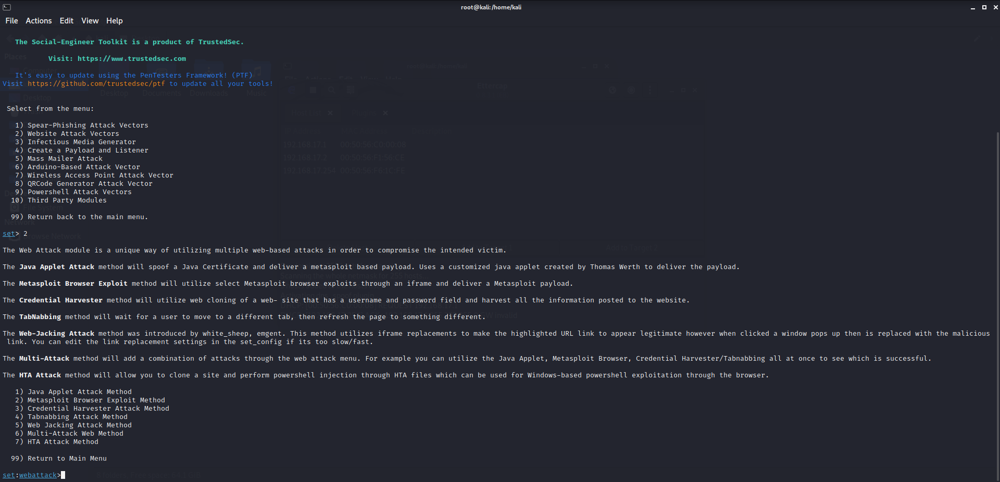 root@kali: /home/kali
File Actions Edit View Help
The Social-Engineer Toolkit is a product of TrustedSec.
Visit: https://www.trustedsec.com
It's easy to update using the PenTesters Framework! (PTF)
Visit https://github.com/trustedsec/ptf to update all your tools!
Select from the menu:
1) Spear-Phishing Attack Vectors
2) Website Attack Vectors
3) Infectious Media Generator
4) Create a Payload and Listener
5) Mass Mailer Attack
6) Arduino-Based Attack Vector
7) Wireless Access Point Attack Vector
8) QRCode Generator Attack Vector
9) Powershell Attack Vectors
10) Third Party Modules
99) Return back to the main menu.
set> 2
The Web Attack module is a unique way of utilizing multiple web-based attacks in order to compromise the intended victim.
The Java Applet Attack method will spoof a Java Certificate and deliver a metasploit based payload. Uses a customized java applet created by Thomas Werth to deliver the payload.
The Metasploit Browser Exploit method will utilize select Metasploit browser exploits through an iframe and deliver a Metasploit payload.
The Credential Harvester method will utilize web cloning of a web- site that has a username and password field and harvest all the information posted to the website.
The TabNabbing method will wait for a user to move to a different tab, then refresh the page to something different.
The Web-Jacking Attack method was introduced by white_sheep, emgent. This method utilizes iframe replacements to make the highlighted URL link to appear legitimate however when clicked a window pops up then is replaced with the malicious
link. You can edit the link replacement settings in the set_config if its too slow/fast.
The Multi-Attack method will add a combination of attacks through the web attack menu. For example you can utilize the Java Applet, Metasploit Browser, Credential Harvester/Tabnabbing all at once to see which is successful.
The HTA Attack method will allow you to clone a site and perform powershell injection through HTA files which can be used for Windows-based powershell exploitation through the browser.
1) Java Applet Attack Method
2) Metasploit Browser Exploit Method
3) Credential Harvester Attack Method
4) Tabnabbing Attack Method
5) Web Jacking Attack Method
6) Multi-Attack Web Method
7) HTA Attack Method
99) Return to Main Menu
set:webattack>